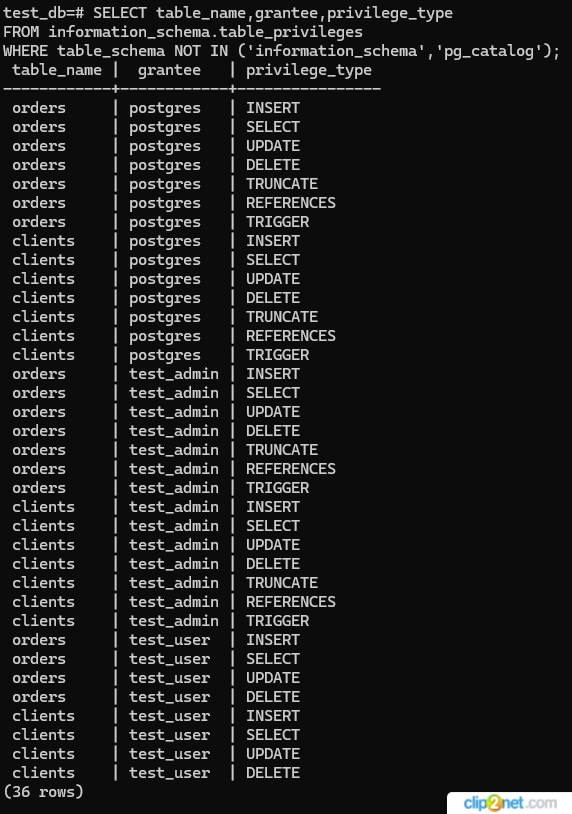 test_db=# SELECT table_name,grantee,privilege_type
FROM information_schema.table_privileges
WHERE table_schema NOT IN ('information_schema','pg_catalog');
 table_name |  grantee   | privilege_type
------------+------------+----------------
 orders     | postgres   | INSERT
 orders     | postgres   | SELECT
 orders     | postgres   | UPDATE
 orders     | postgres   | DELETE
 orders     | postgres   | TRUNCATE
 orders     | postgres   | REFERENCES
 orders     | postgres   | TRIGGER
 clients    | postgres   | INSERT
 clients    | postgres   | SELECT
 clients    | postgres   | UPDATE
 clients    | postgres   | DELETE
 clients    | postgres   | TRUNCATE
 clients    | postgres   | REFERENCES
 clients    | postgres   | TRIGGER
 orders     | test_admin | INSERT
 orders     | test_admin | SELECT
 orders     | test_admin | UPDATE
 orders     | test_admin | DELETE
 orders     | test_admin | TRUNCATE
 orders     | test_admin | REFERENCES
 orders     | test_admin | TRIGGER
 clients    | test_admin | INSERT
 clients    | test_admin | SELECT
 clients    | test_admin | UPDATE
 clients    | test_admin | DELETE
 clients    | test_admin | TRUNCATE
 clients    | test_admin | REFERENCES
 clients    | test_admin | TRIGGER
 orders     | test_user  | INSERT
 orders     | test_user  | SELECT
 orders     | test_user  | UPDATE
 orders     | test_user  | DELETE
 clients    | test_user  | INSERT
 clients    | test_user  | SELECT
 clients    | test_user  | UPDATE
 clients    | test_user  | DELETE
(36 rows)
clip2net.com